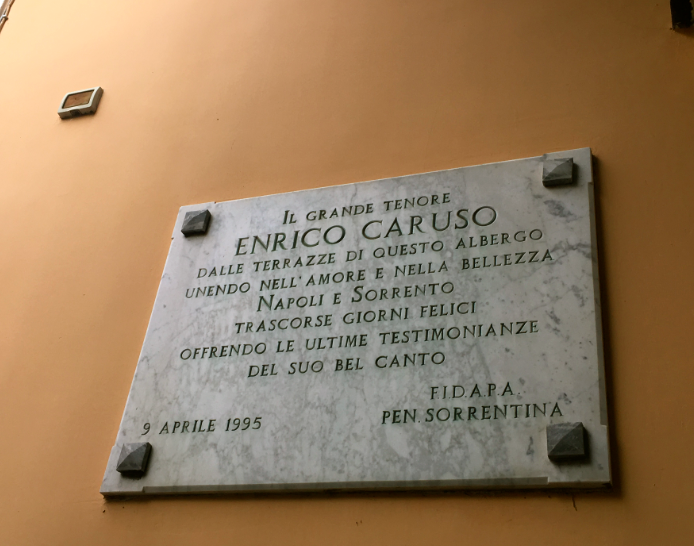 IL GRANDE TENORE
ENRICO CARUSO
DALLE TERRAZZE DI QUESTO ALBERGO
UNENDO NELL'AMORE E NELLA BELLEZZA
NAPOLI E SORRENTO
TRASCORSE GIORNI FELICI
OFFRENDO LE ULTIME TESTIMONIANZE
DEL SUO BEL CANTO
F.I.D.A.P.A.
9 APRILE 1995 PEN. SORRENTINA